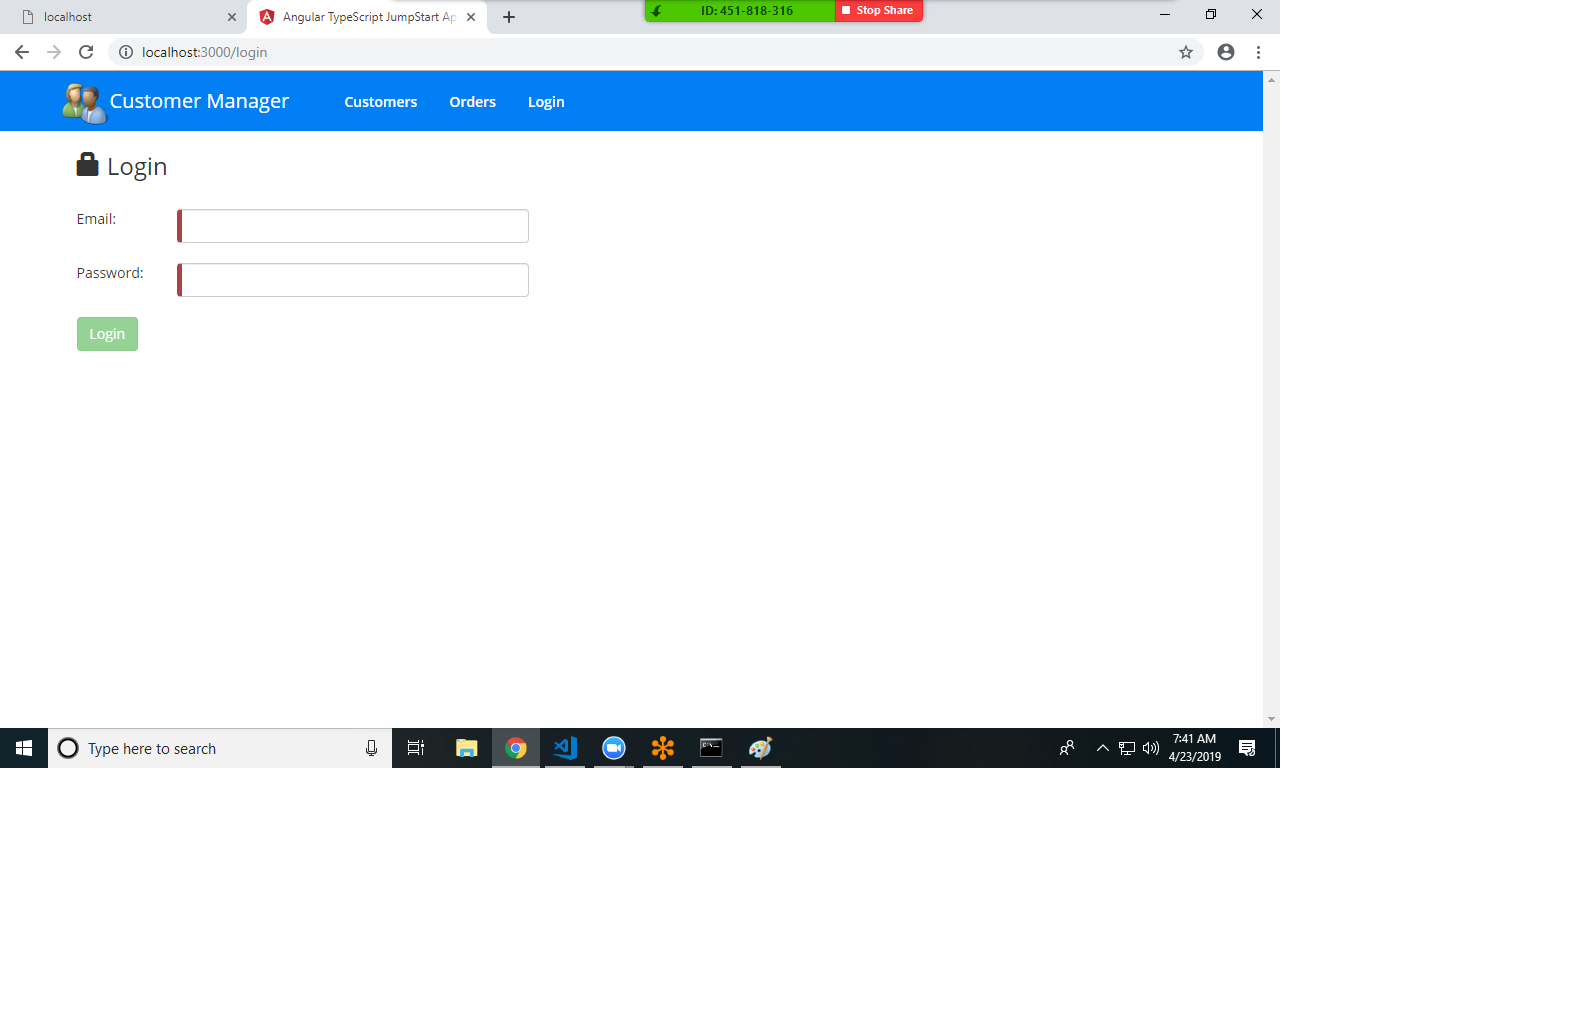 localhost
Angular TypeScript JumpStart Ap
ID: 451-818-316
Stop Share
localhost:3000/login
Customer Manager
Customers
Orders
Login
Login
Email:
Password:
Login
Type here to search
7:41 AM
4/23/2019